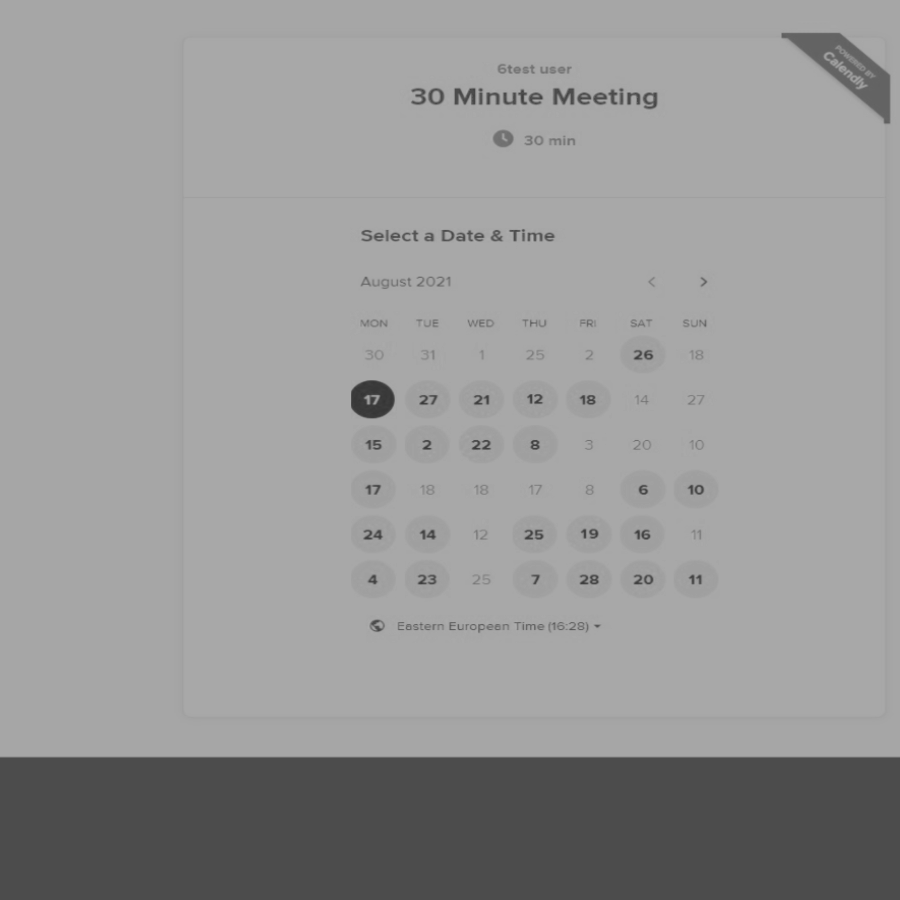 POWERED BY
Calendly
6test user
30 Minute Meeting
30 min
Select a Date & Time
August 2021
MON TUE WED THU FRI SAT SUN
30 31 1 25 2 26 18
17 27 21 12 18 14 27
15 2 22 8 3 20 10
17 18 18 17 8 6 10
24 14 12 25 19 16 11
4 23 25 7 28 20 11
Eastern European Time (16:28)